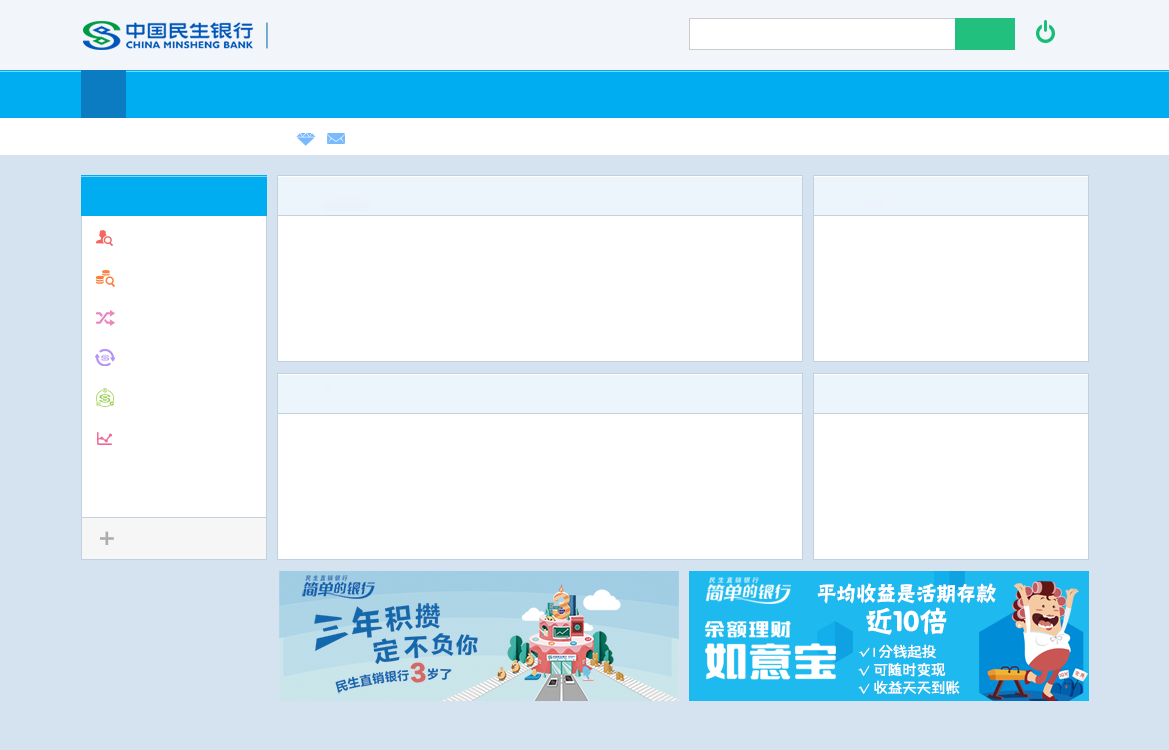 中国民生银行
CHINA MINSHENG BANK
民生直销银行
简单的银行
三年积攒
定不负你
民生直销银行3岁了
民生直销银行
简单的银行
平均收益是活期存款
近10倍
余额理财
如意宝
1分钱起投
可随时变现
收益天天到账